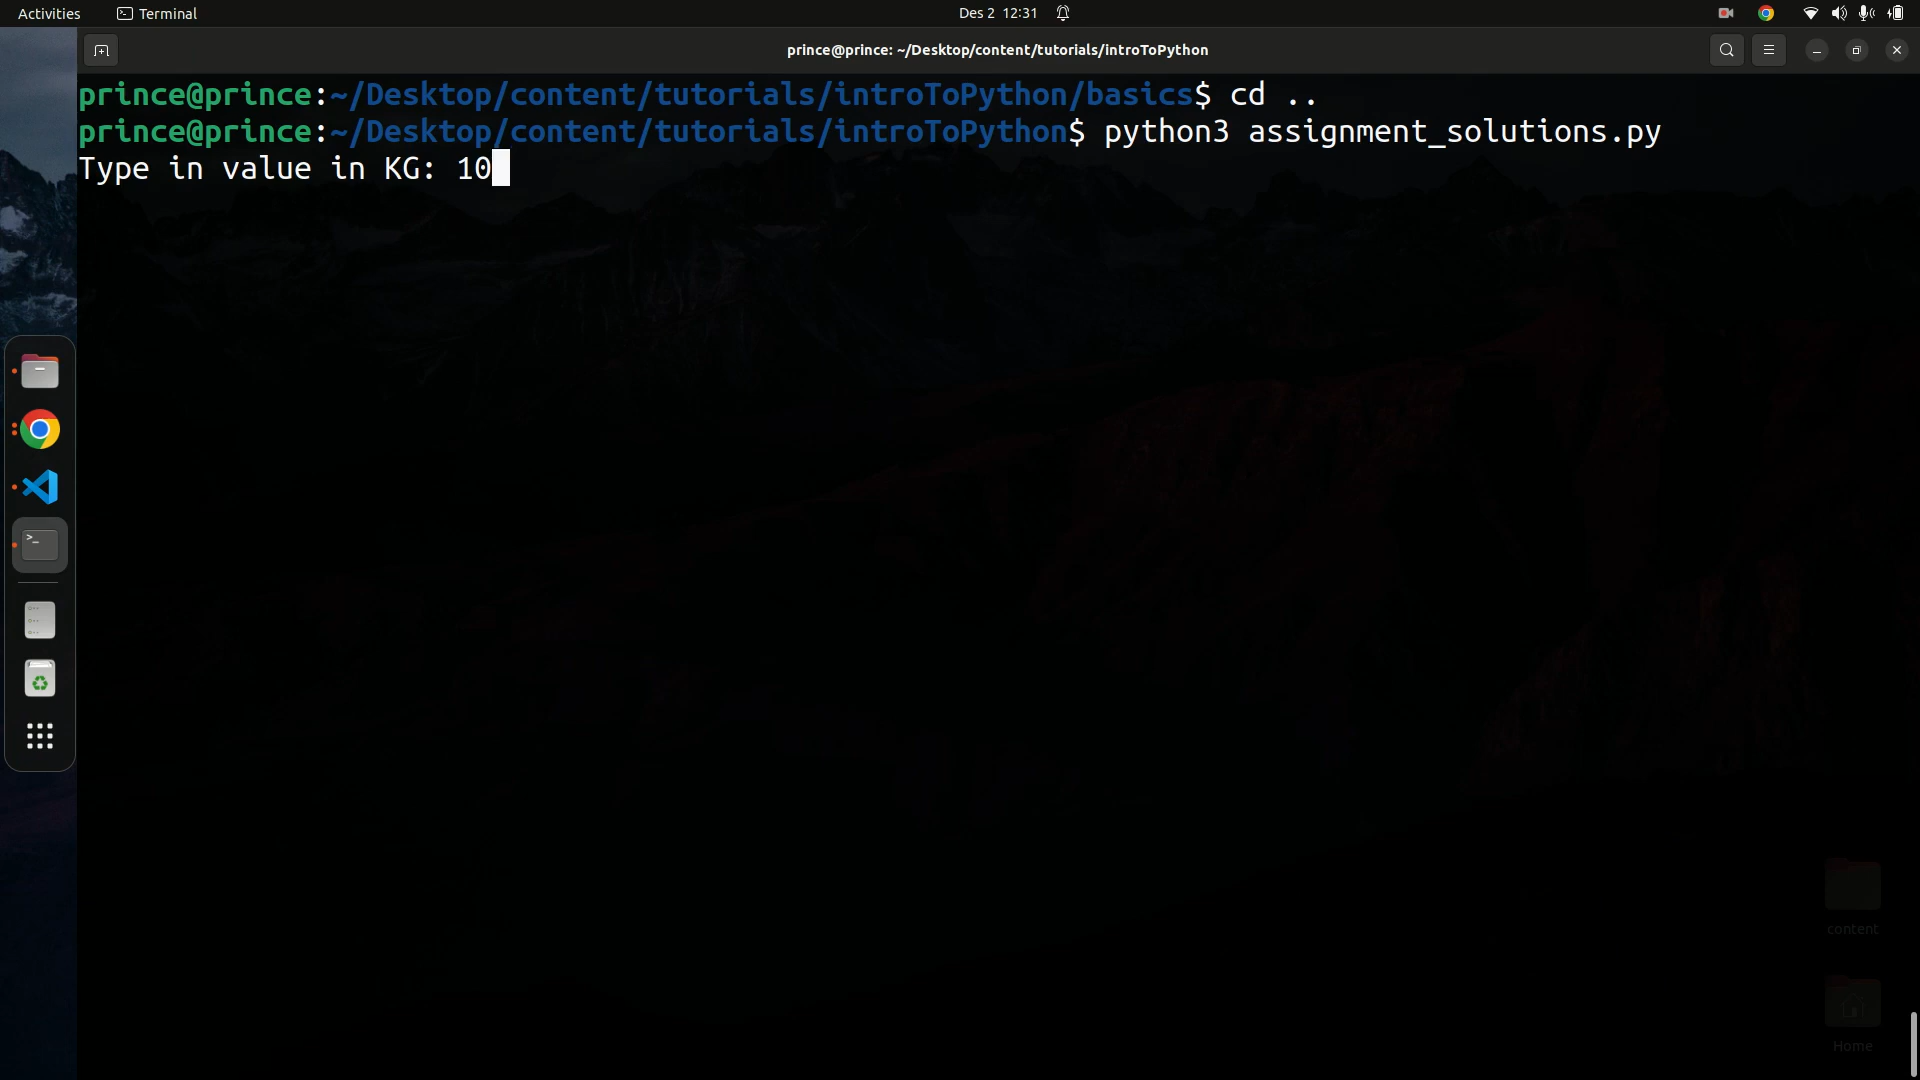 Activities Terminal Des 2 12:31
prince@prince: ~/Desktop/content/tutorials/introToPython
prince@prince:~/Desktop/content/tutorials/introToPython/basics$ cd ..
prince@prince:~/Desktop/content/tutorials/introToPython$ python3 assignment_solutions.py
Type in value in KG: 10
content
Home